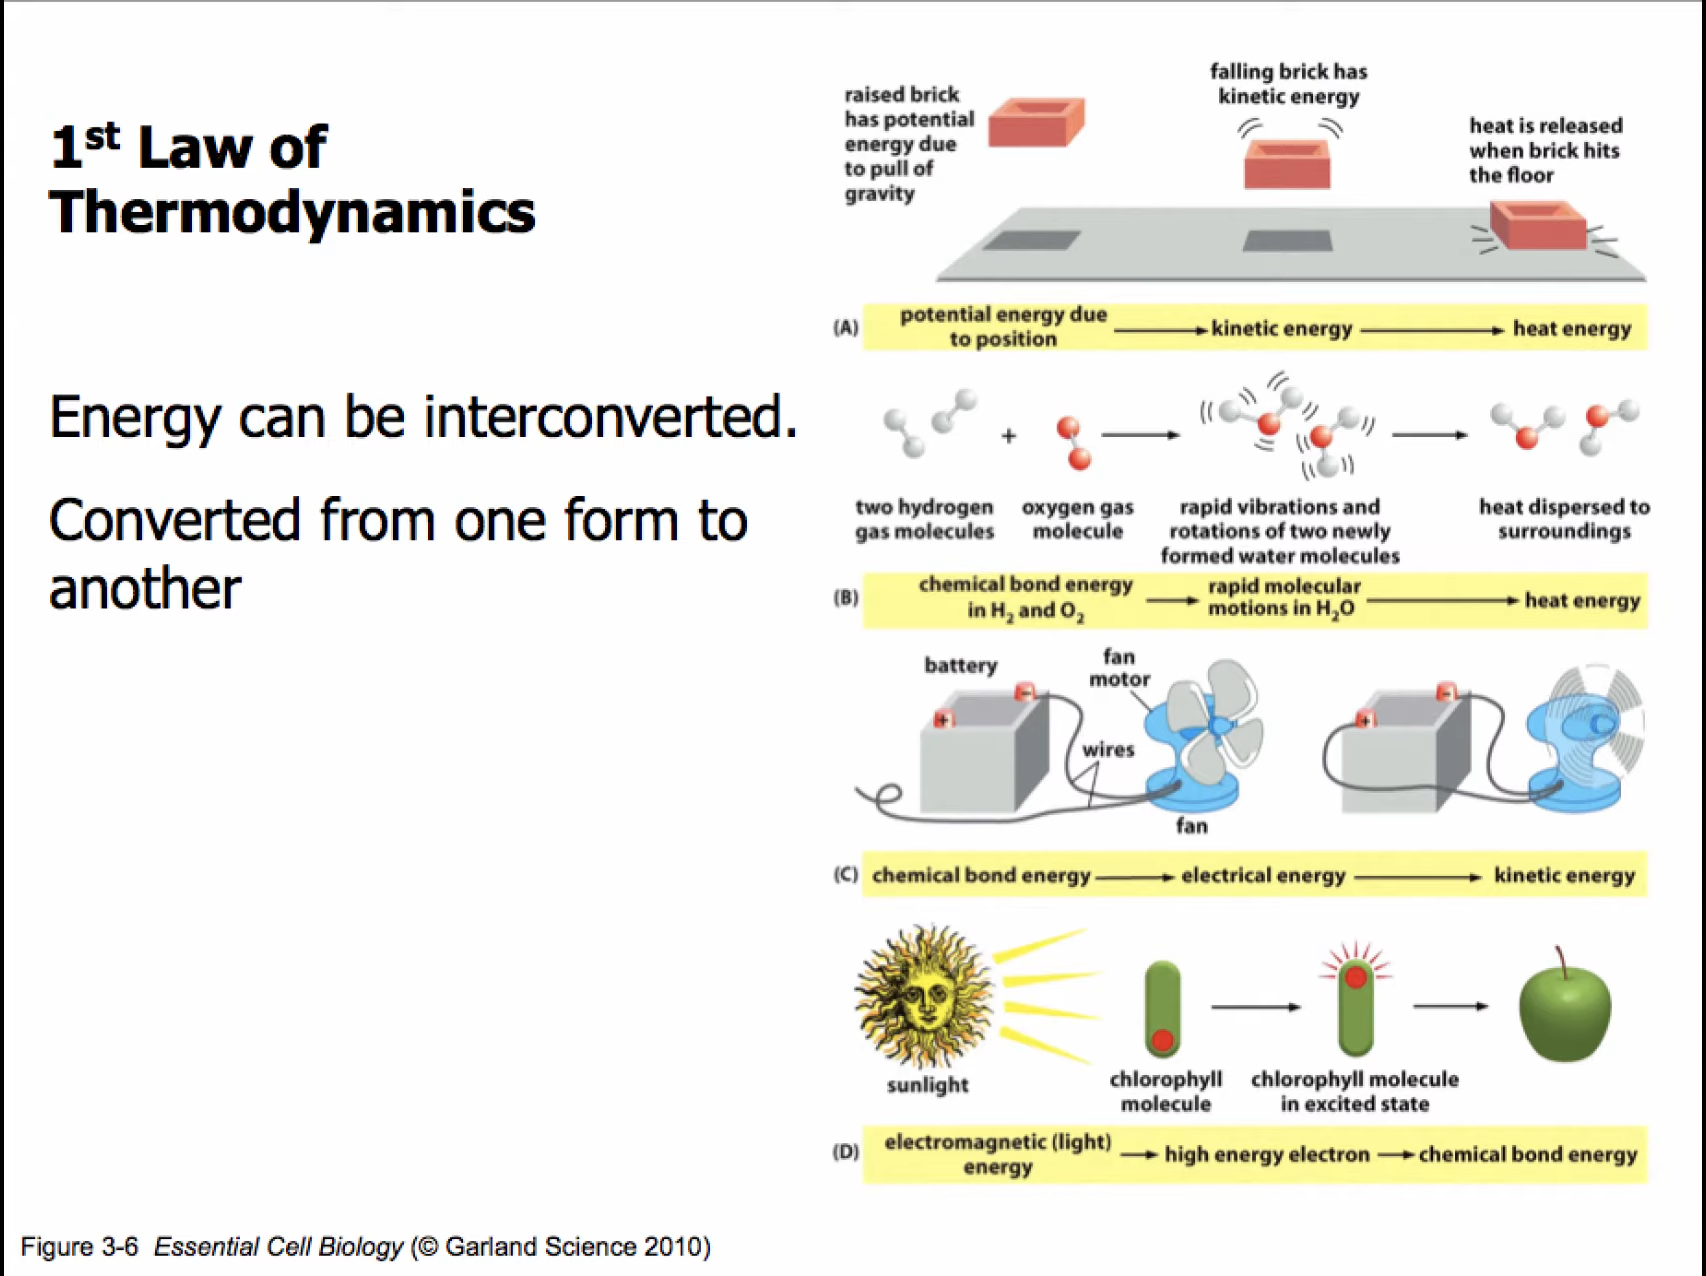 1st Law of
Thermodynamics
Energy can be interconverted.
Converted from one form to
another
raised brick
has potential
energy due
to pull of
gravity
falling brick has
kinetic energy
heat is released
when brick hits
the floor
(A)
potential energy due
to position
kinetic energy
heat energy
+
two hydrogen
gas molecules
oxygen gas
molecule
rapid vibrations and
rotations of two newly
formed water molecules
heat dispersed to
surroundings
(B)
chemical bond energy
in H₂ and O₂
rapid molecular
motions in H₂O
heat energy
battery
fan
motor
− 
+
wires
fan
−
+
(C)
chemical bond energy
electrical energy
kinetic energy
sunlight
chlorophyll
molecule
chlorophyll molecule
in excited state
(D)
electromagnetic (light)
energy
high energy electron
chemical bond energy
Figure 3-6 Essential Cell Biology (© Garland Science 2010)